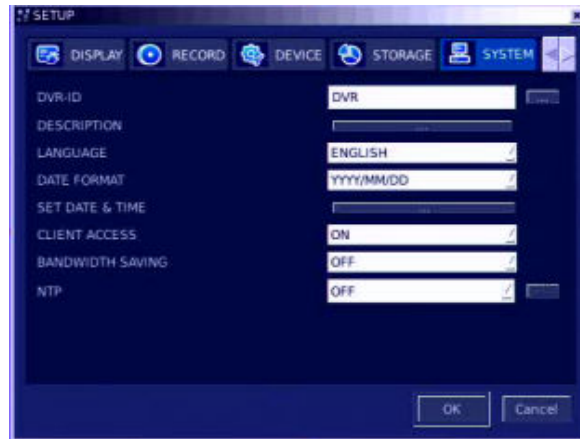 SETUP
DISPLAY RECORD DEVICE STORAGE SYSTEM
DVR-ID DVR ...
DESCRIPTION ...
LANGUAGE ENGLISH
DATE FORMAT YYYY/MM/DD
SET DATE & TIME ...
CLIENT ACCESS ON
BANDWIDTH SAVING OFF
NTP OFF ...
OK Cancel